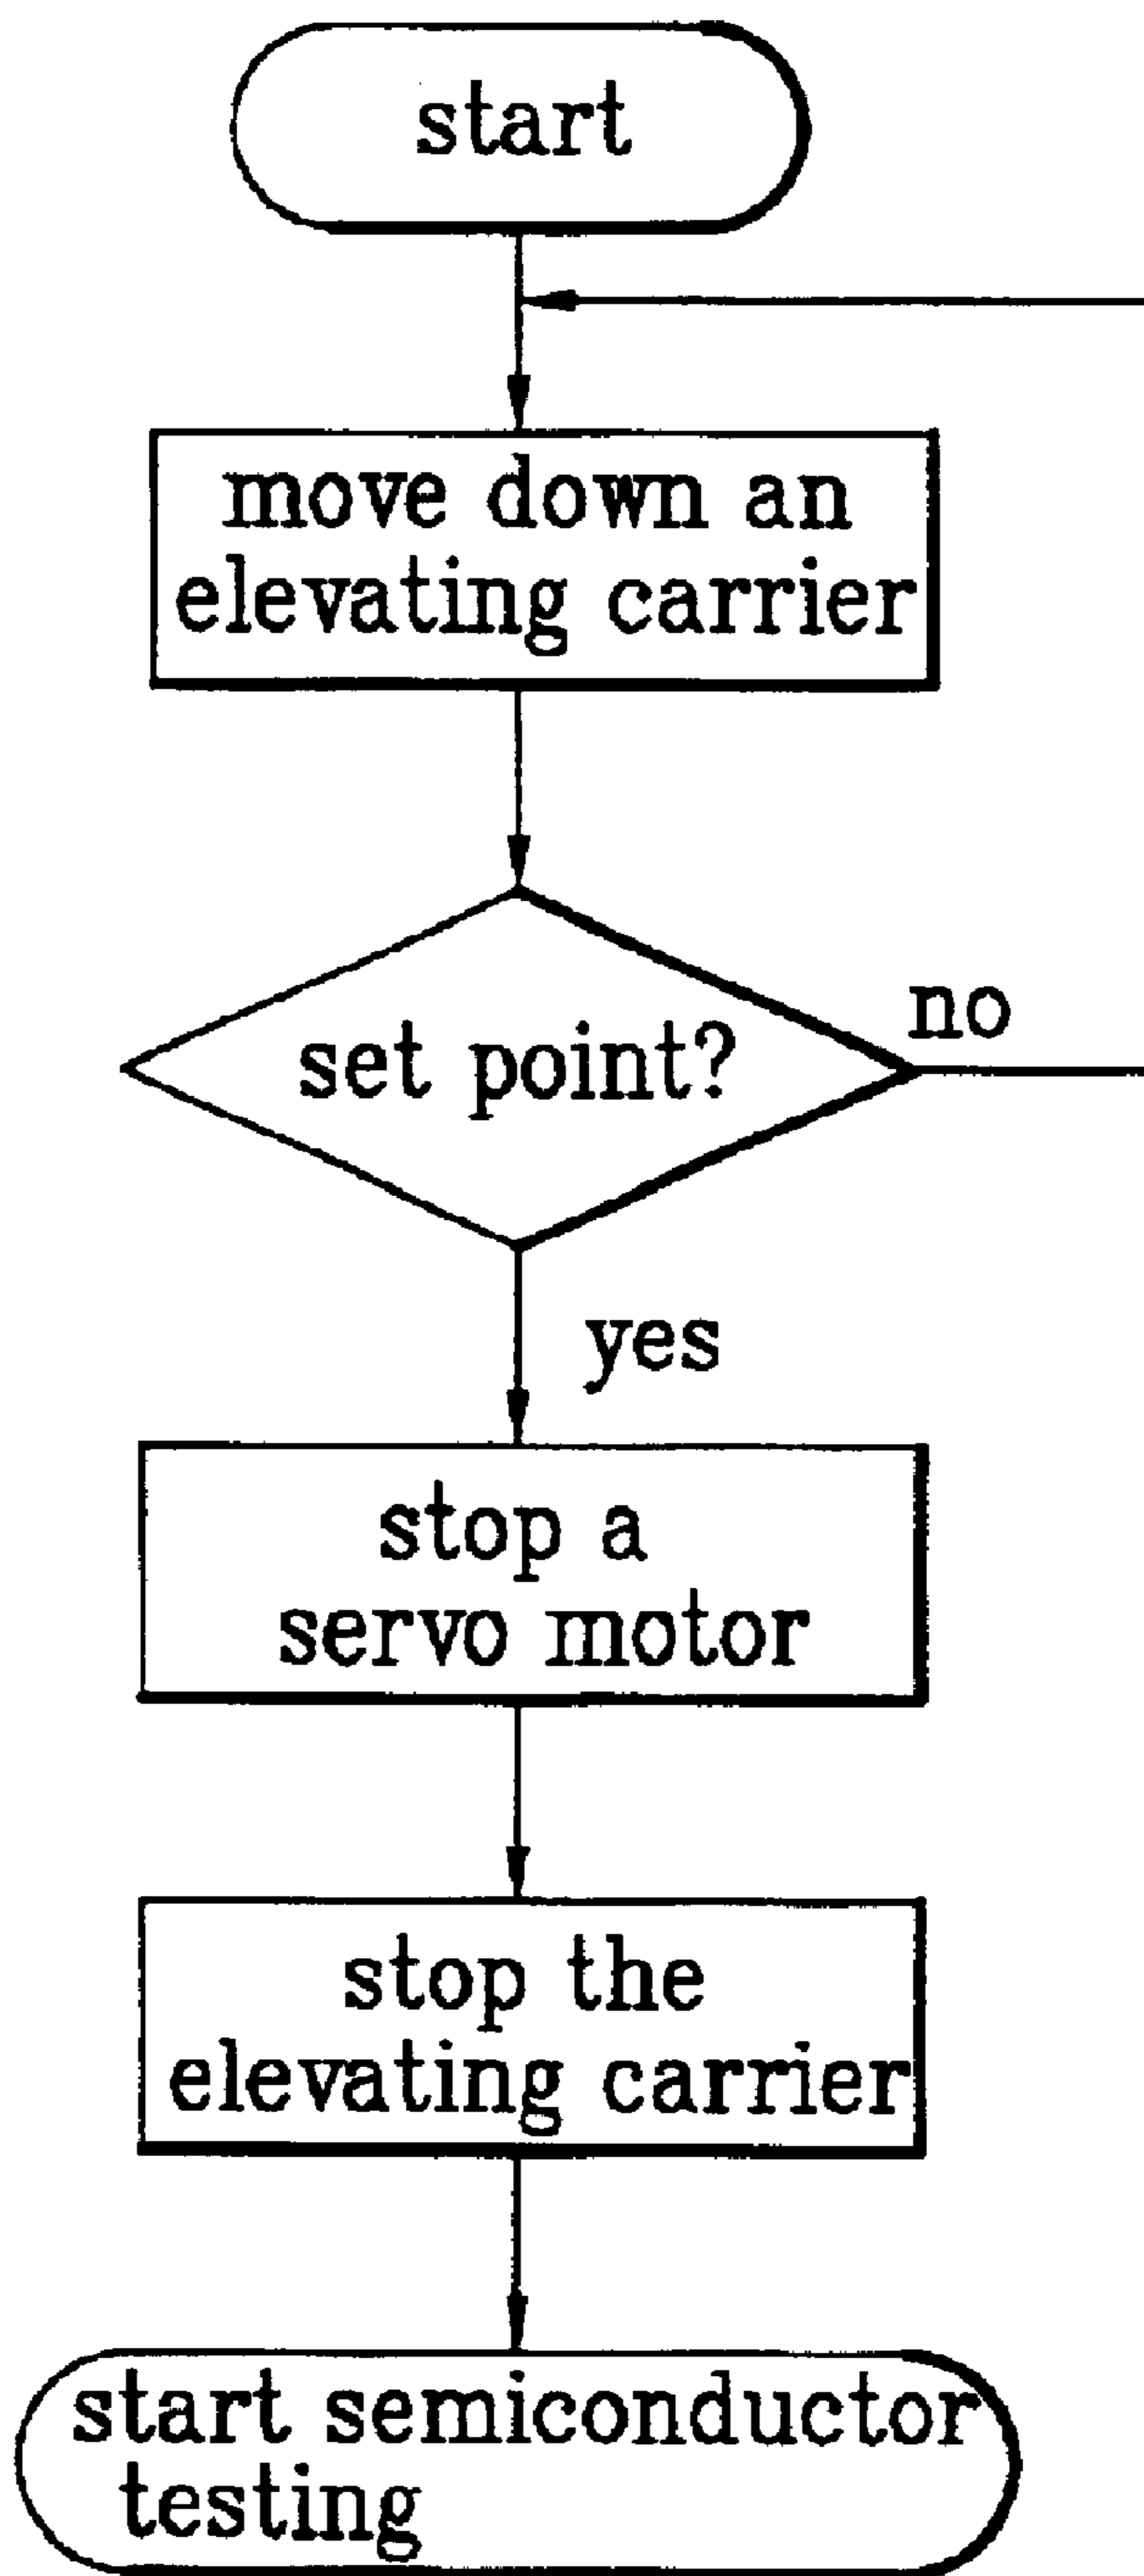 start
move down an
elevating carrier
set point?
no
yes
stop a
servo motor
stop the
elevating carrier
start semiconductor
testing